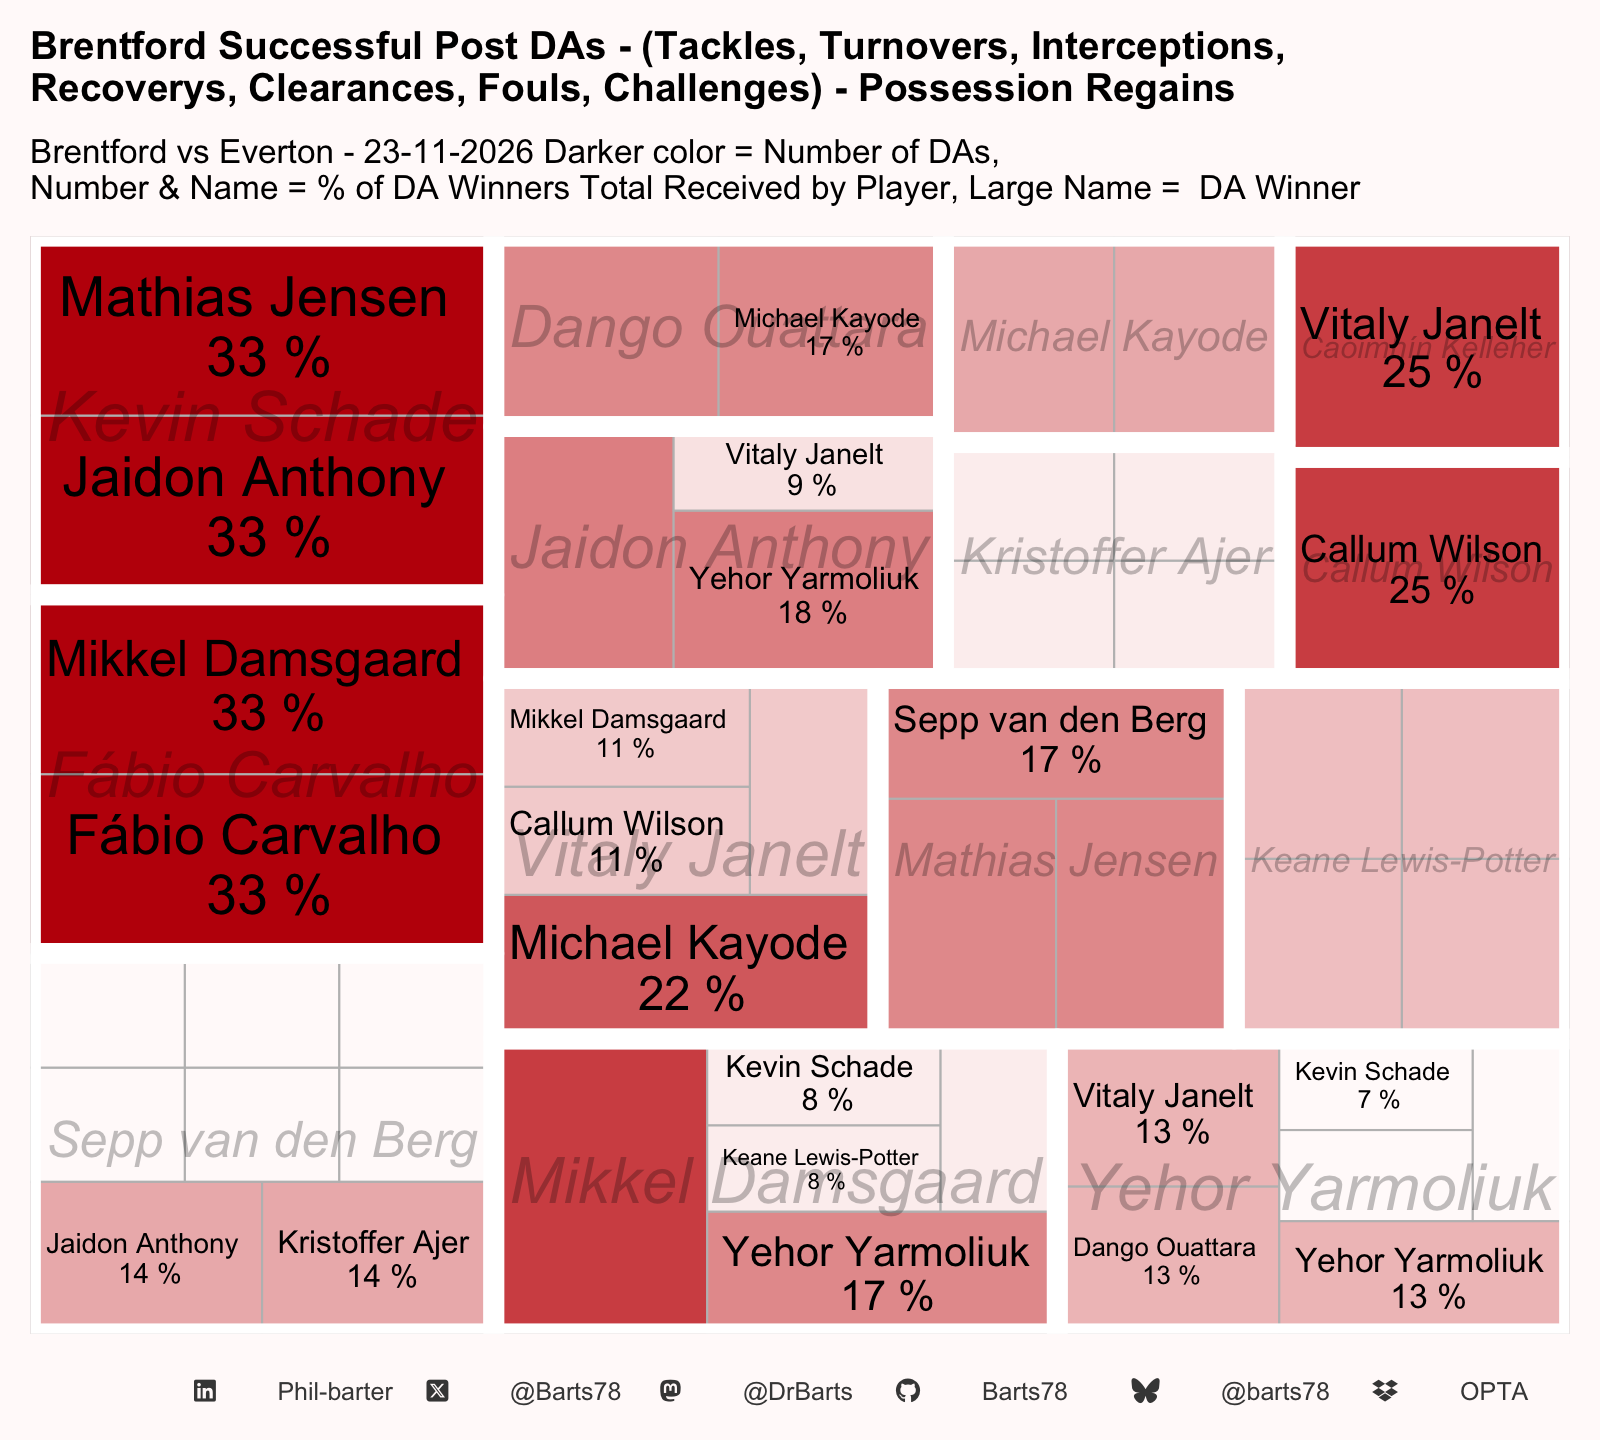 Brentford Successful Post DAs - (Tackles, Turnovers, Interceptions,
Recoverys, Clearances, Fouls, Challenges) - Possession Regains
Brentford vs Everton - 23-11-2026 Darker color = Number of DAs,
Number & Name = % of DA Winners Total Received by Player, Large Name =  DA Winner
Mathias Jensen
33 %
Kevin Schade
Jaidon Anthony
33 %
Mikkel Damsgaard
33 %
Fábio Carvalho
Fábio Carvalho
33 %
Sepp van den Berg
Jaidon Anthony
14 %
Kristoffer Ajer
14 %
Dango Ouattara
Michael Kayode
17 %
Vitaly Janelt
9 %
Jaidon Anthony
Yehor Yarmoliuk
18 %
Michael Kayode
Kristoffer Ajer
Vitaly Janelt
Caoimhín Kelleher
25 %
Callum Wilson
Callum Wilson
25 %
Mikkel Damsgaard
11 %
Callum Wilson
11 %
Vitaly Janelt
Michael Kayode
22 %
Sepp van den Berg
17 %
Mathias Jensen
Keane Lewis-Potter
Kevin Schade
8 %
Keane Lewis-Potter
8 %
Mikkel Damsgaard
Yehor Yarmoliuk
17 %
Vitaly Janelt
13 %
Kevin Schade
7 %
Yehor Yarmoliuk
Dango Ouattara
13 %
Yehor Yarmoliuk
13 %
Phil-barter
@Barts78
@DrBarts
Barts78
@barts78
OPTA